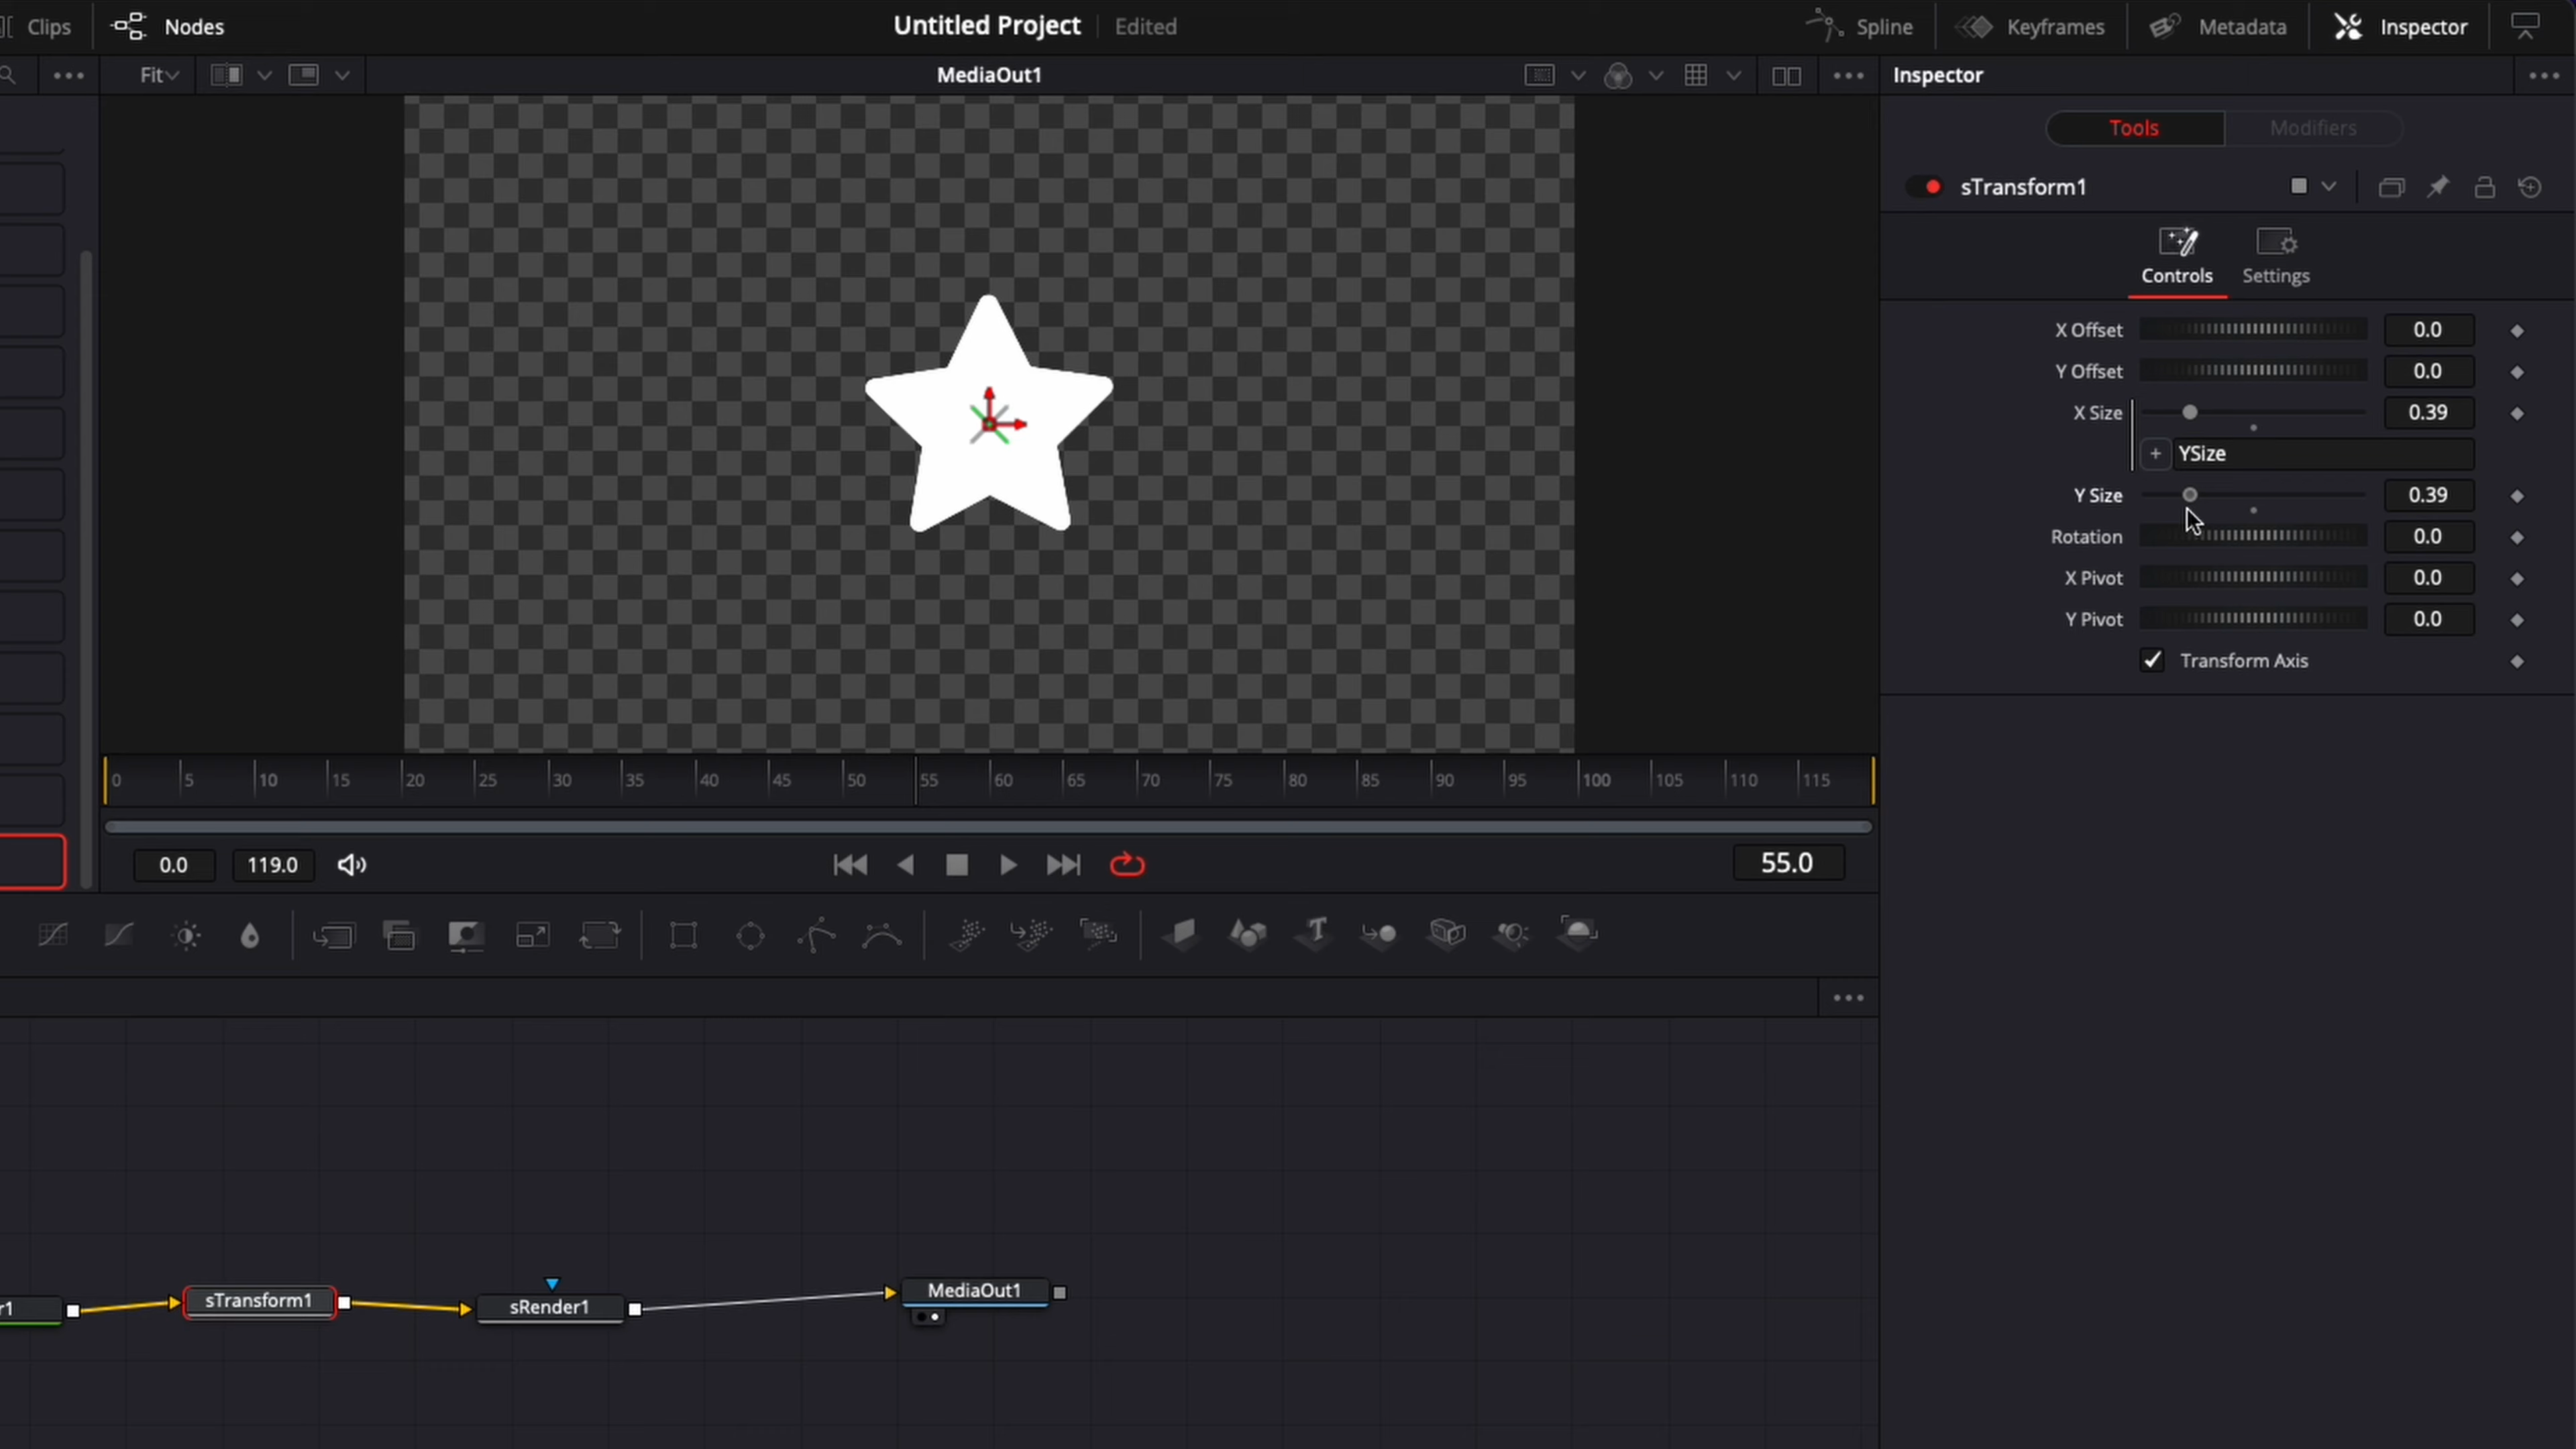 Clips
Nodes
Untitled Project
Edited
Spline
Keyframes
Metadata
Inspector
Fit
MediaOut1
Inspector
Tools
Modifiers
sTransform1
Controls
Settings
X Offset 0.0
Y Offset 0.0
X Size 0.39
+ YSize
Y Size 0.39
Rotation 0.0
X Pivot 0.0
Y Pivot 0.0
Transform Axis
0 5 10 15 20 25 30 35 40 45 50 55 60 65 70 75 80 85 90 95 100 105 110 115
0.0 119.0 55.0
T
r1
sTransform1
sRender1
MediaOut1